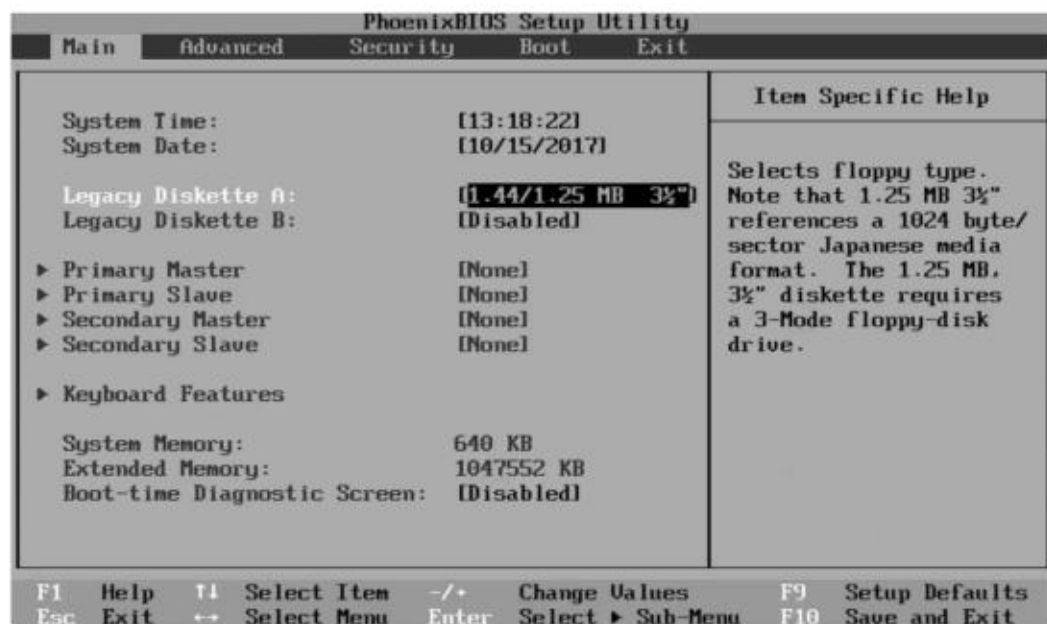 PhoenixBIOS Setup Utility
Main Advanced Security Boot Exit
System Time: [13:18:22]
System Date: [10/15/2017]
Legacy Diskette A: [1.44/1.25 MB 3½"]
Legacy Diskette B: [Disabled]
▶ Primary Master [None]
▶ Primary Slave [None]
▶ Secondary Master [None]
▶ Secondary Slave [None]
▶ Keyboard Features
System Memory: 640 KB
Extended Memory: 1047552 KB
Boot-time Diagnostic Screen: [Disabled]
Item Specific Help
Selects floppy type.
Note that 1.25 MB 3½"
references a 1024 byte/
sector Japanese media
format. The 1.25 MB,
3½" diskette requires
a 3-Mode floppy-disk
drive.
F1 Help ↑↓ Select Item -/+ Change Values F9 Setup Defaults
Esc Exit ↔ Select Menu Enter Select ▶ Sub-Menu F10 Save and Exit